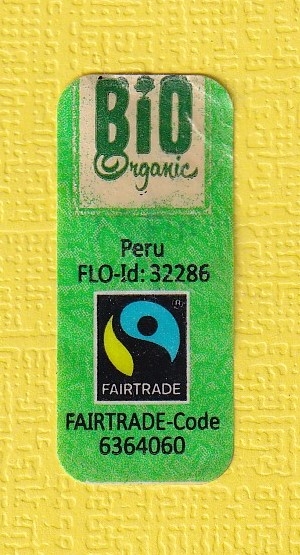 BiO
Organic
Peru
FLO-Id: 32286
®
FAIRTRADE
FAIRTRADE-Code
6364060